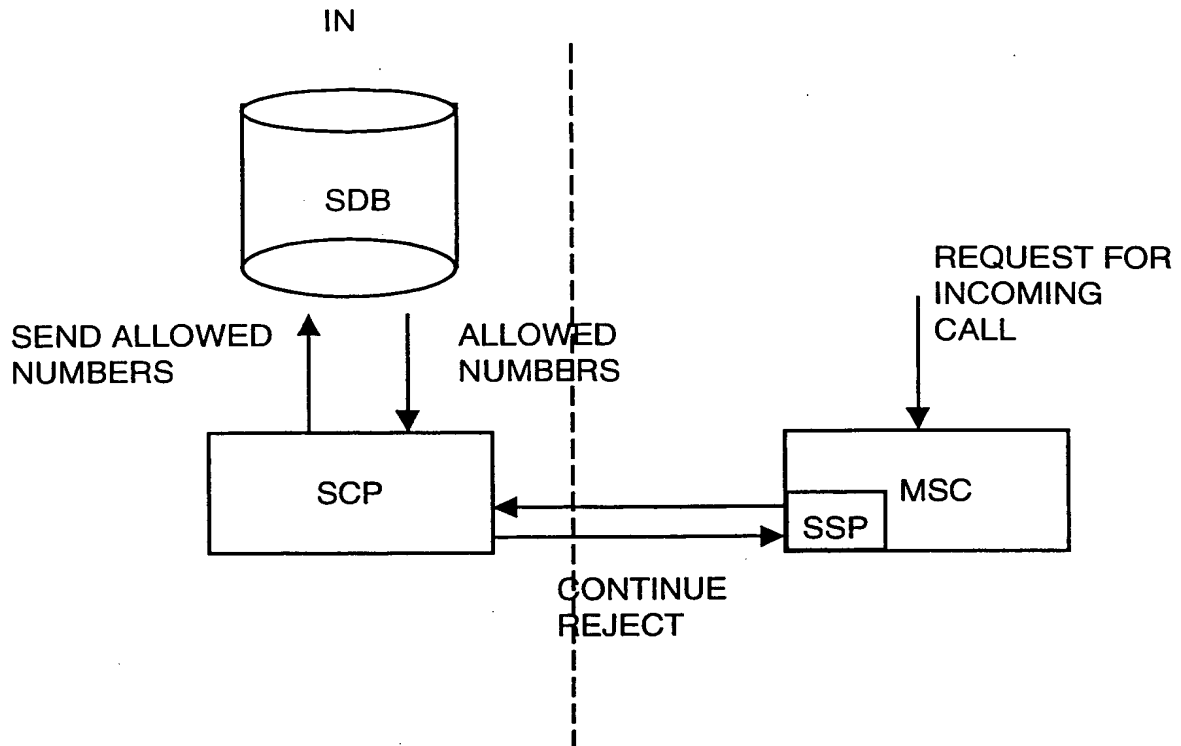 IN
SDB
REQUEST FOR
INCOMING
CALL
SEND ALLOWED
NUMBERS
ALLOWED
NUMBERS
SCP
MSC
SSP
CONTINUE
REJECT